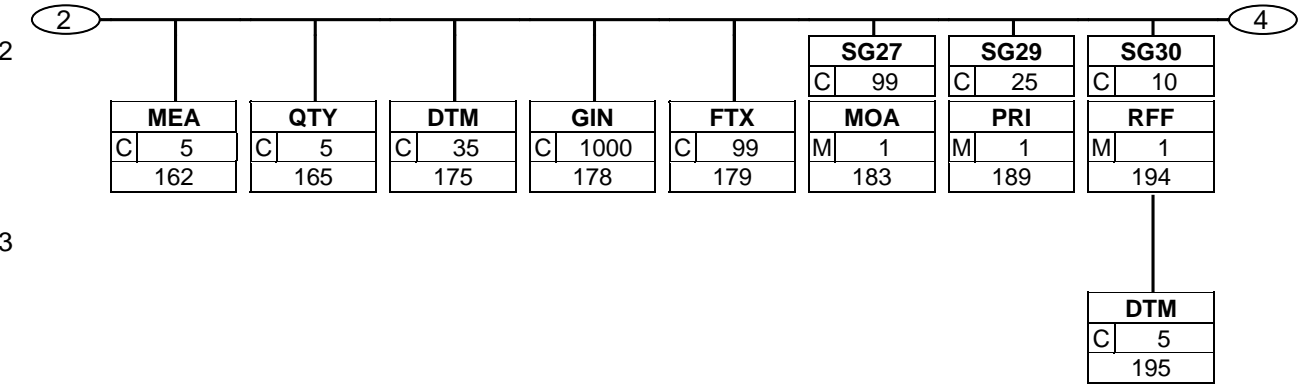 2 4
2 SG27 SG29 SG30
C 99 C 25 C 10
MEA QTY DTM GIN FTX MOA PRI RFF
C 5 C 5 C 35 C 1000 C 99 M 1 M 1 M 1
162 165 175 178 179 183 189 194
3
DTM
C 5
195